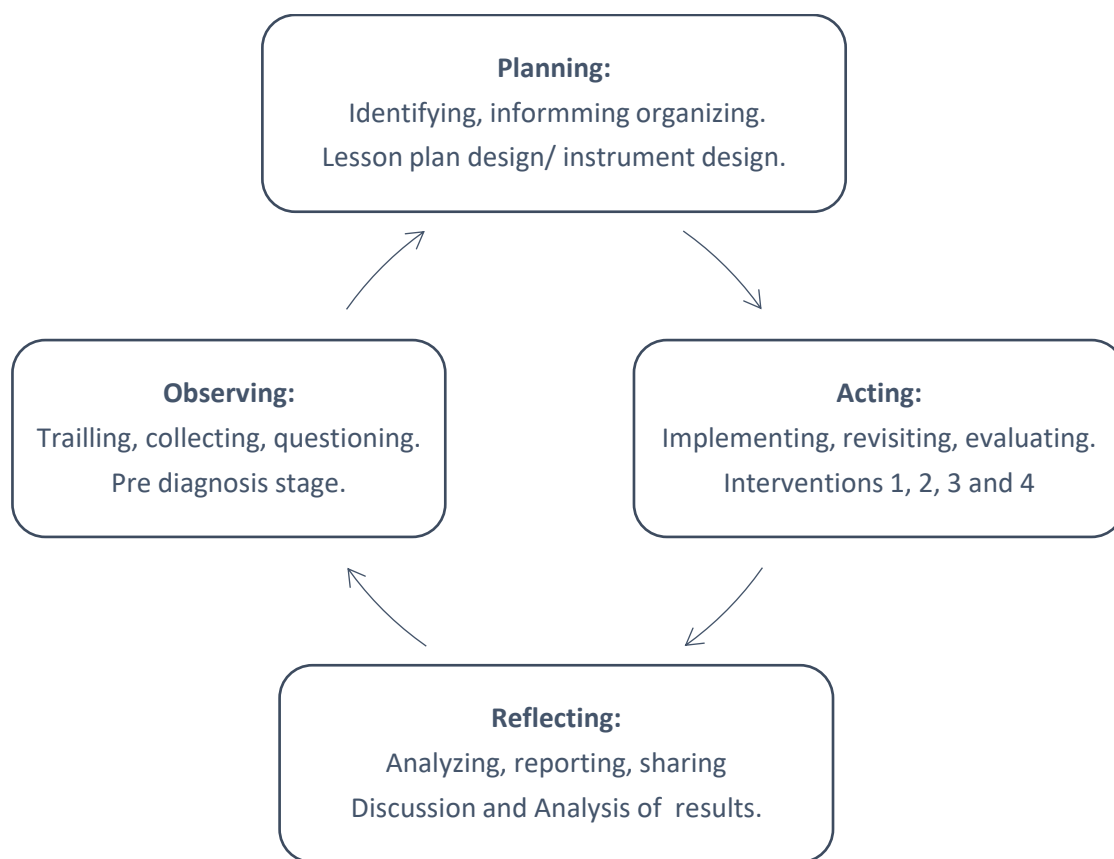 Planning:
Identifying, informming organizing.
Lesson plan design/ instrument design.
Observing:
Trailling, collecting, questioning.
Pre diagnosis stage.
Acting:
Implementing, revisiting, evaluating.
Interventions 1, 2, 3 and 4
Reflecting:
Analyzing, reporting, sharing
Discussion and Analysis of  results.